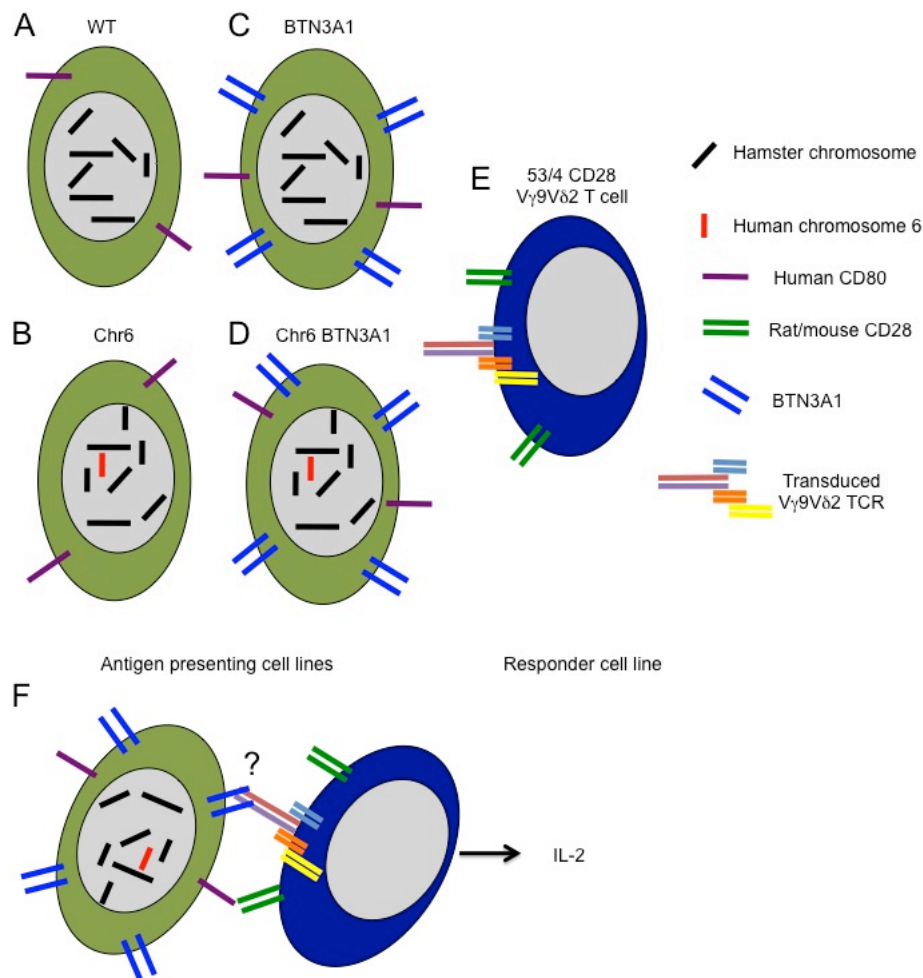 A
WT
C
BTN3A1
B
Chr6
D
Chr6 BTN3A1
E
53/4 CD28
Vγ9Vδ2 T cell
Hamster chromosome
Human chromosome 6
Human CD80
Rat/mouse CD28
BTN3A1
Transduced
Vγ9Vδ2 TCR
Antigen presenting cell lines
Responder cell line
F
?
IL-2